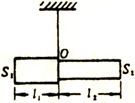 O
S₁ S₂
l₁ l₂